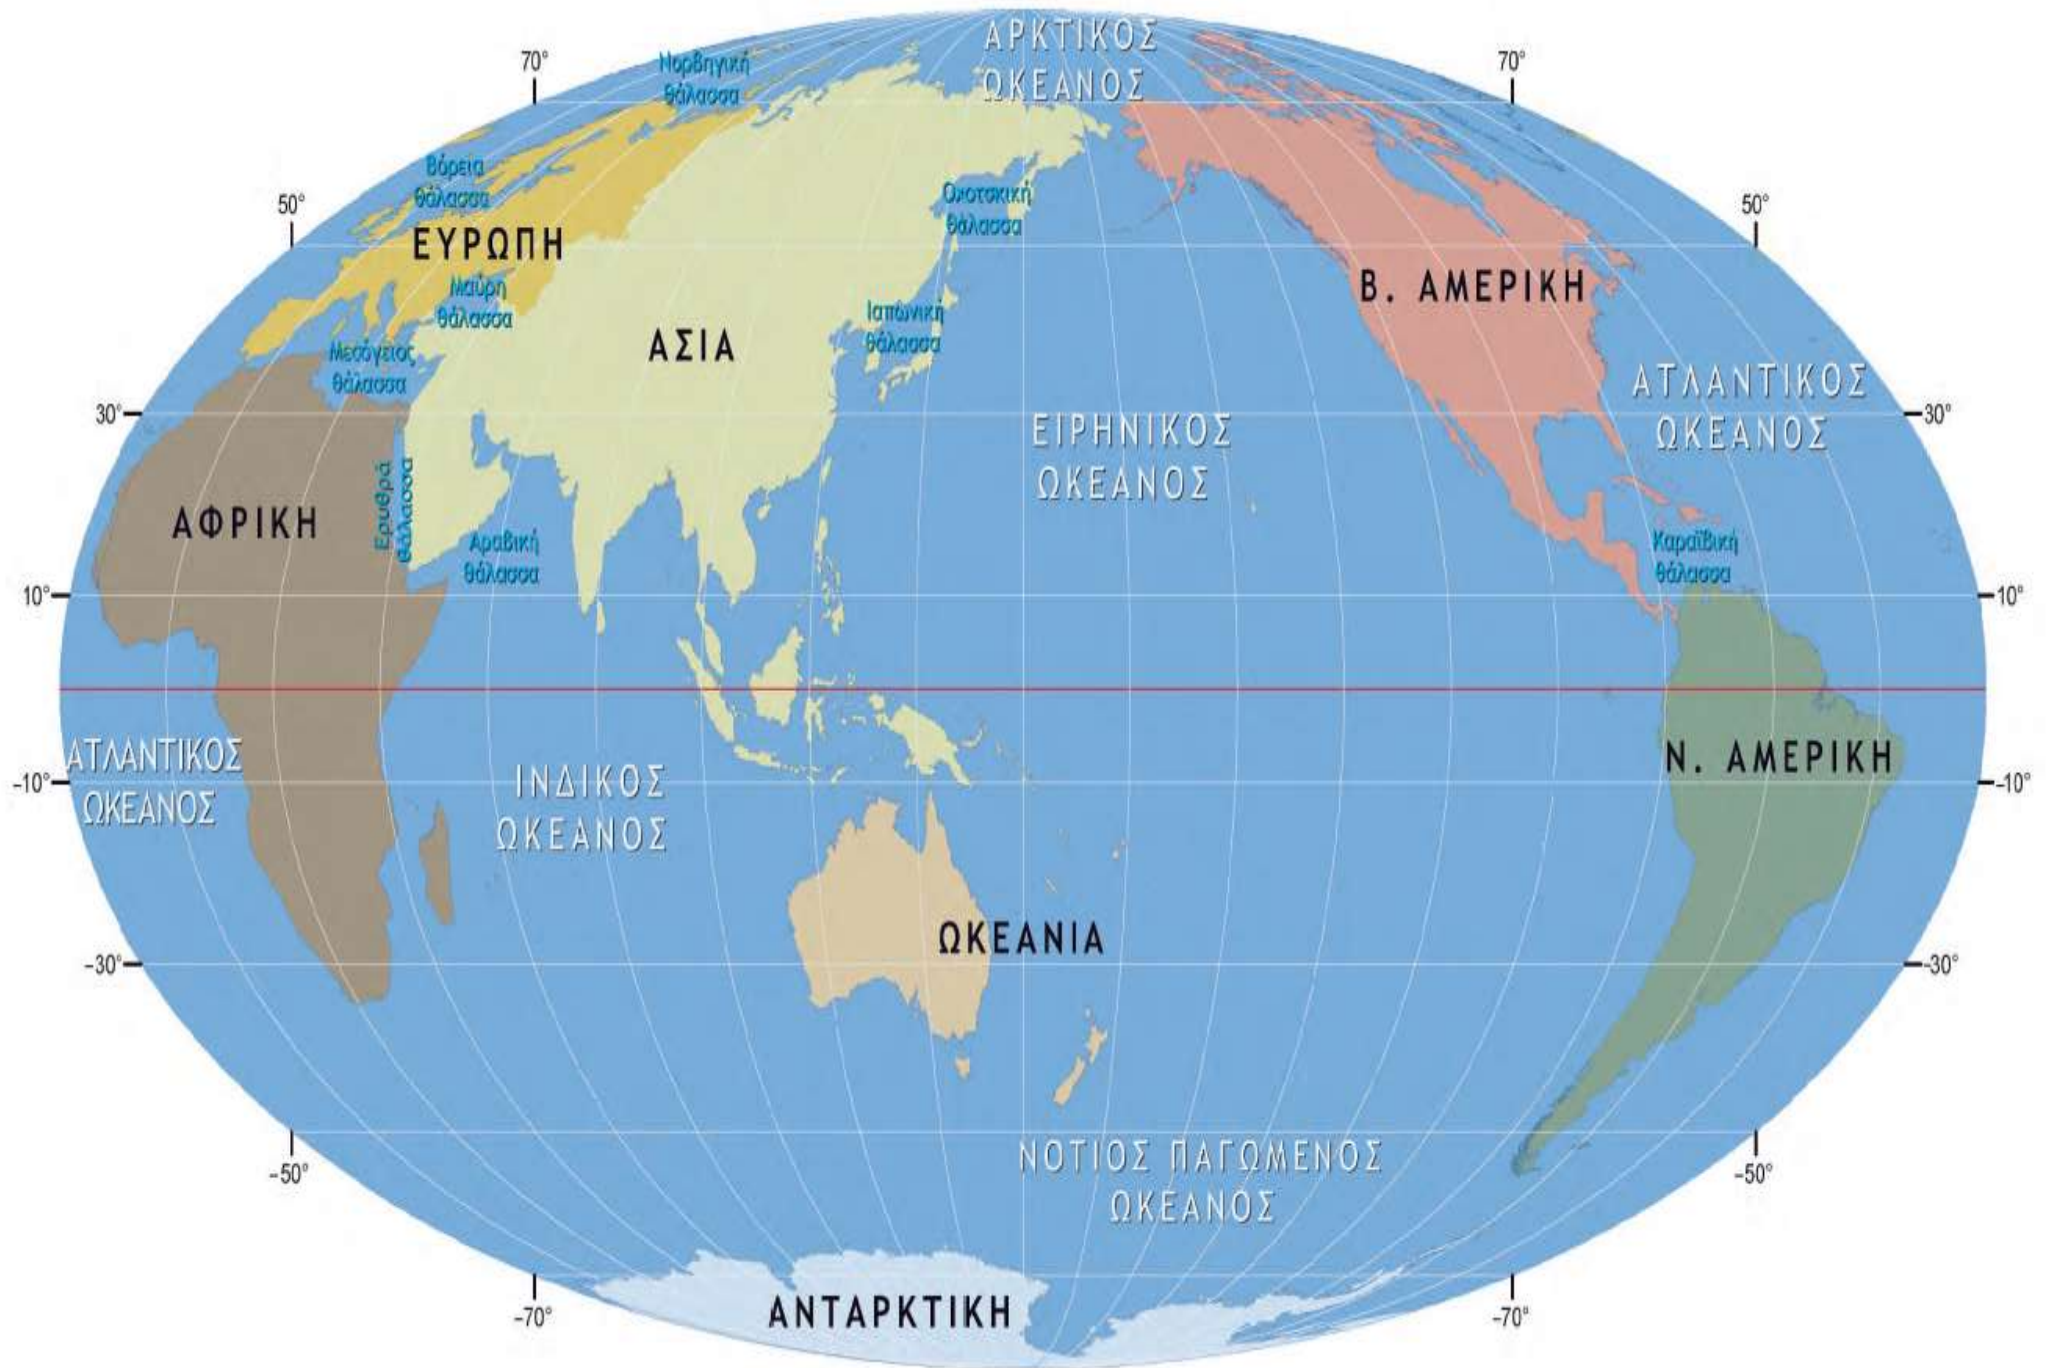 ΑΡΚΤΙΚΟΣ
ΩΚΕΑΝΟΣ
70°
70°
Νορβηγική
θάλασσα
Βόρεια
θάλασσα
Οχοτσκική
θάλασσα
50°
50°
ΕΥΡΩΠΗ
Μαύρη
θάλασσα
Β. ΑΜΕΡΙΚΗ
Ιαπωνική
θάλασσα
ΑΣΙΑ
Μεσόγειος
θάλασσα
ΑΤΛΑΝΤΙΚΟΣ
ΩΚΕΑΝΟΣ
30°
30°
ΕΙΡΗΝΙΚΟΣ
ΩΚΕΑΝΟΣ
ΑΦΡΙΚΗ
Ερυθρά
θάλασσα
Αραβική
θάλασσα
Καραϊβική
θάλασσα
10°
10°
ΑΤΛΑΝΤΙΚΟΣ
ΩΚΕΑΝΟΣ
Ν. ΑΜΕΡΙΚΗ
-10°
-10°
ΙΝΔΙΚΟΣ
ΩΚΕΑΝΟΣ
ΩΚΕΑΝΙΑ
-30°
-30°
ΝΟΤΙΟΣ ΠΑΓΩΜΕΝΟΣ
ΩΚΕΑΝΟΣ
-50°
-50°
ΑΝΤΑΡΚΤΙΚΗ
-70°
-70°